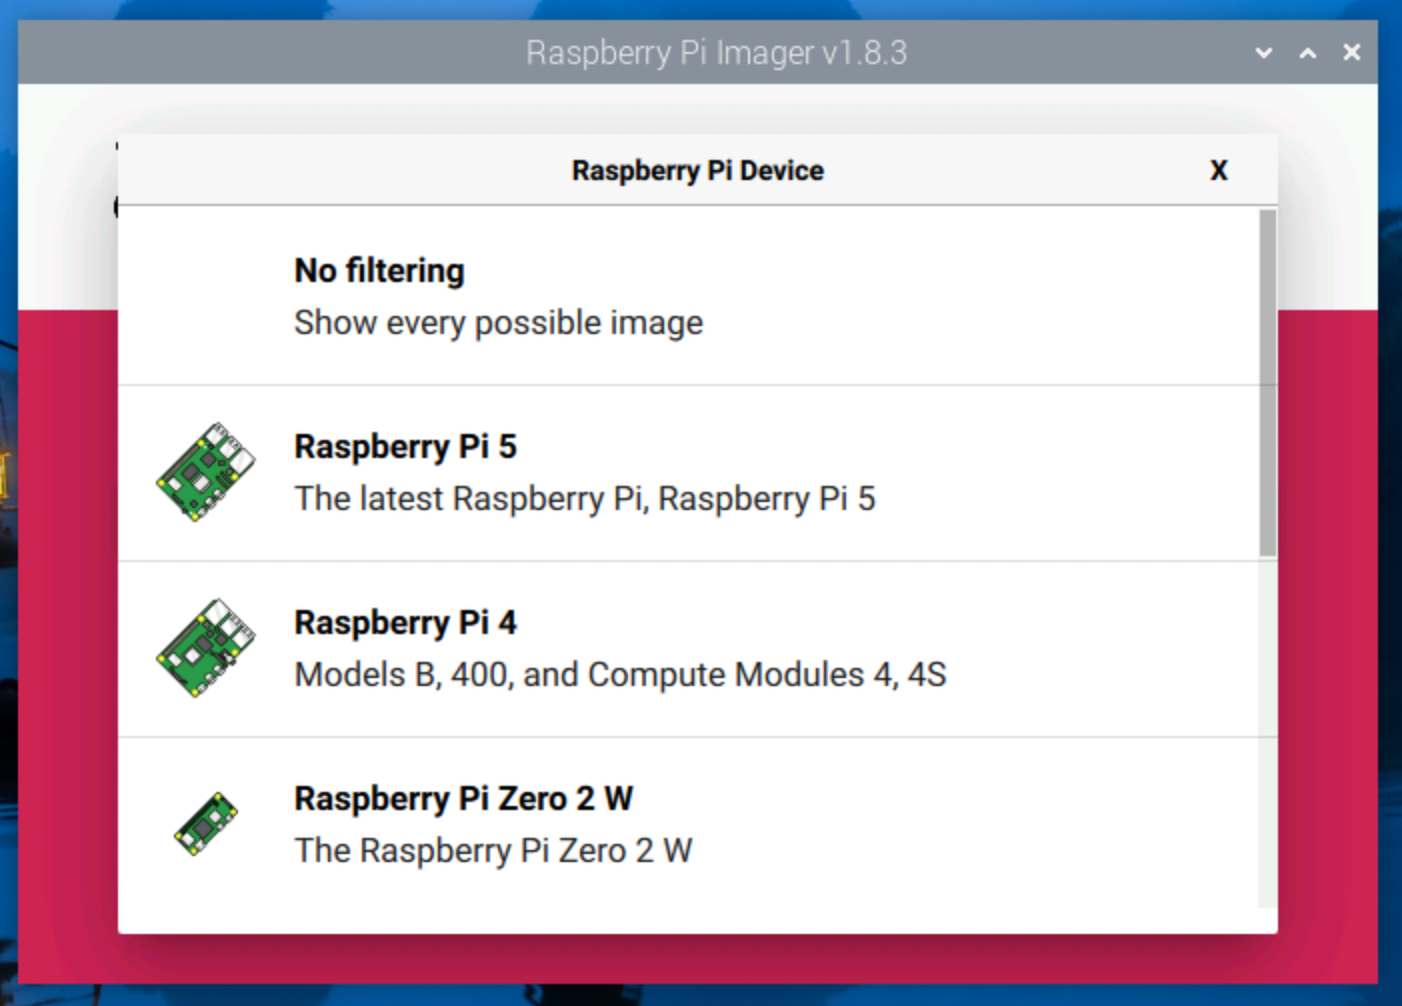 Raspberry Pi Imager v1.8.3
Raspberry Pi Device X
No filtering
Show every possible image
Raspberry Pi 5
The latest Raspberry Pi, Raspberry Pi 5
Raspberry Pi 4
Models B, 400, and Compute Modules 4, 4S
Raspberry Pi Zero 2 W
The Raspberry Pi Zero 2 W